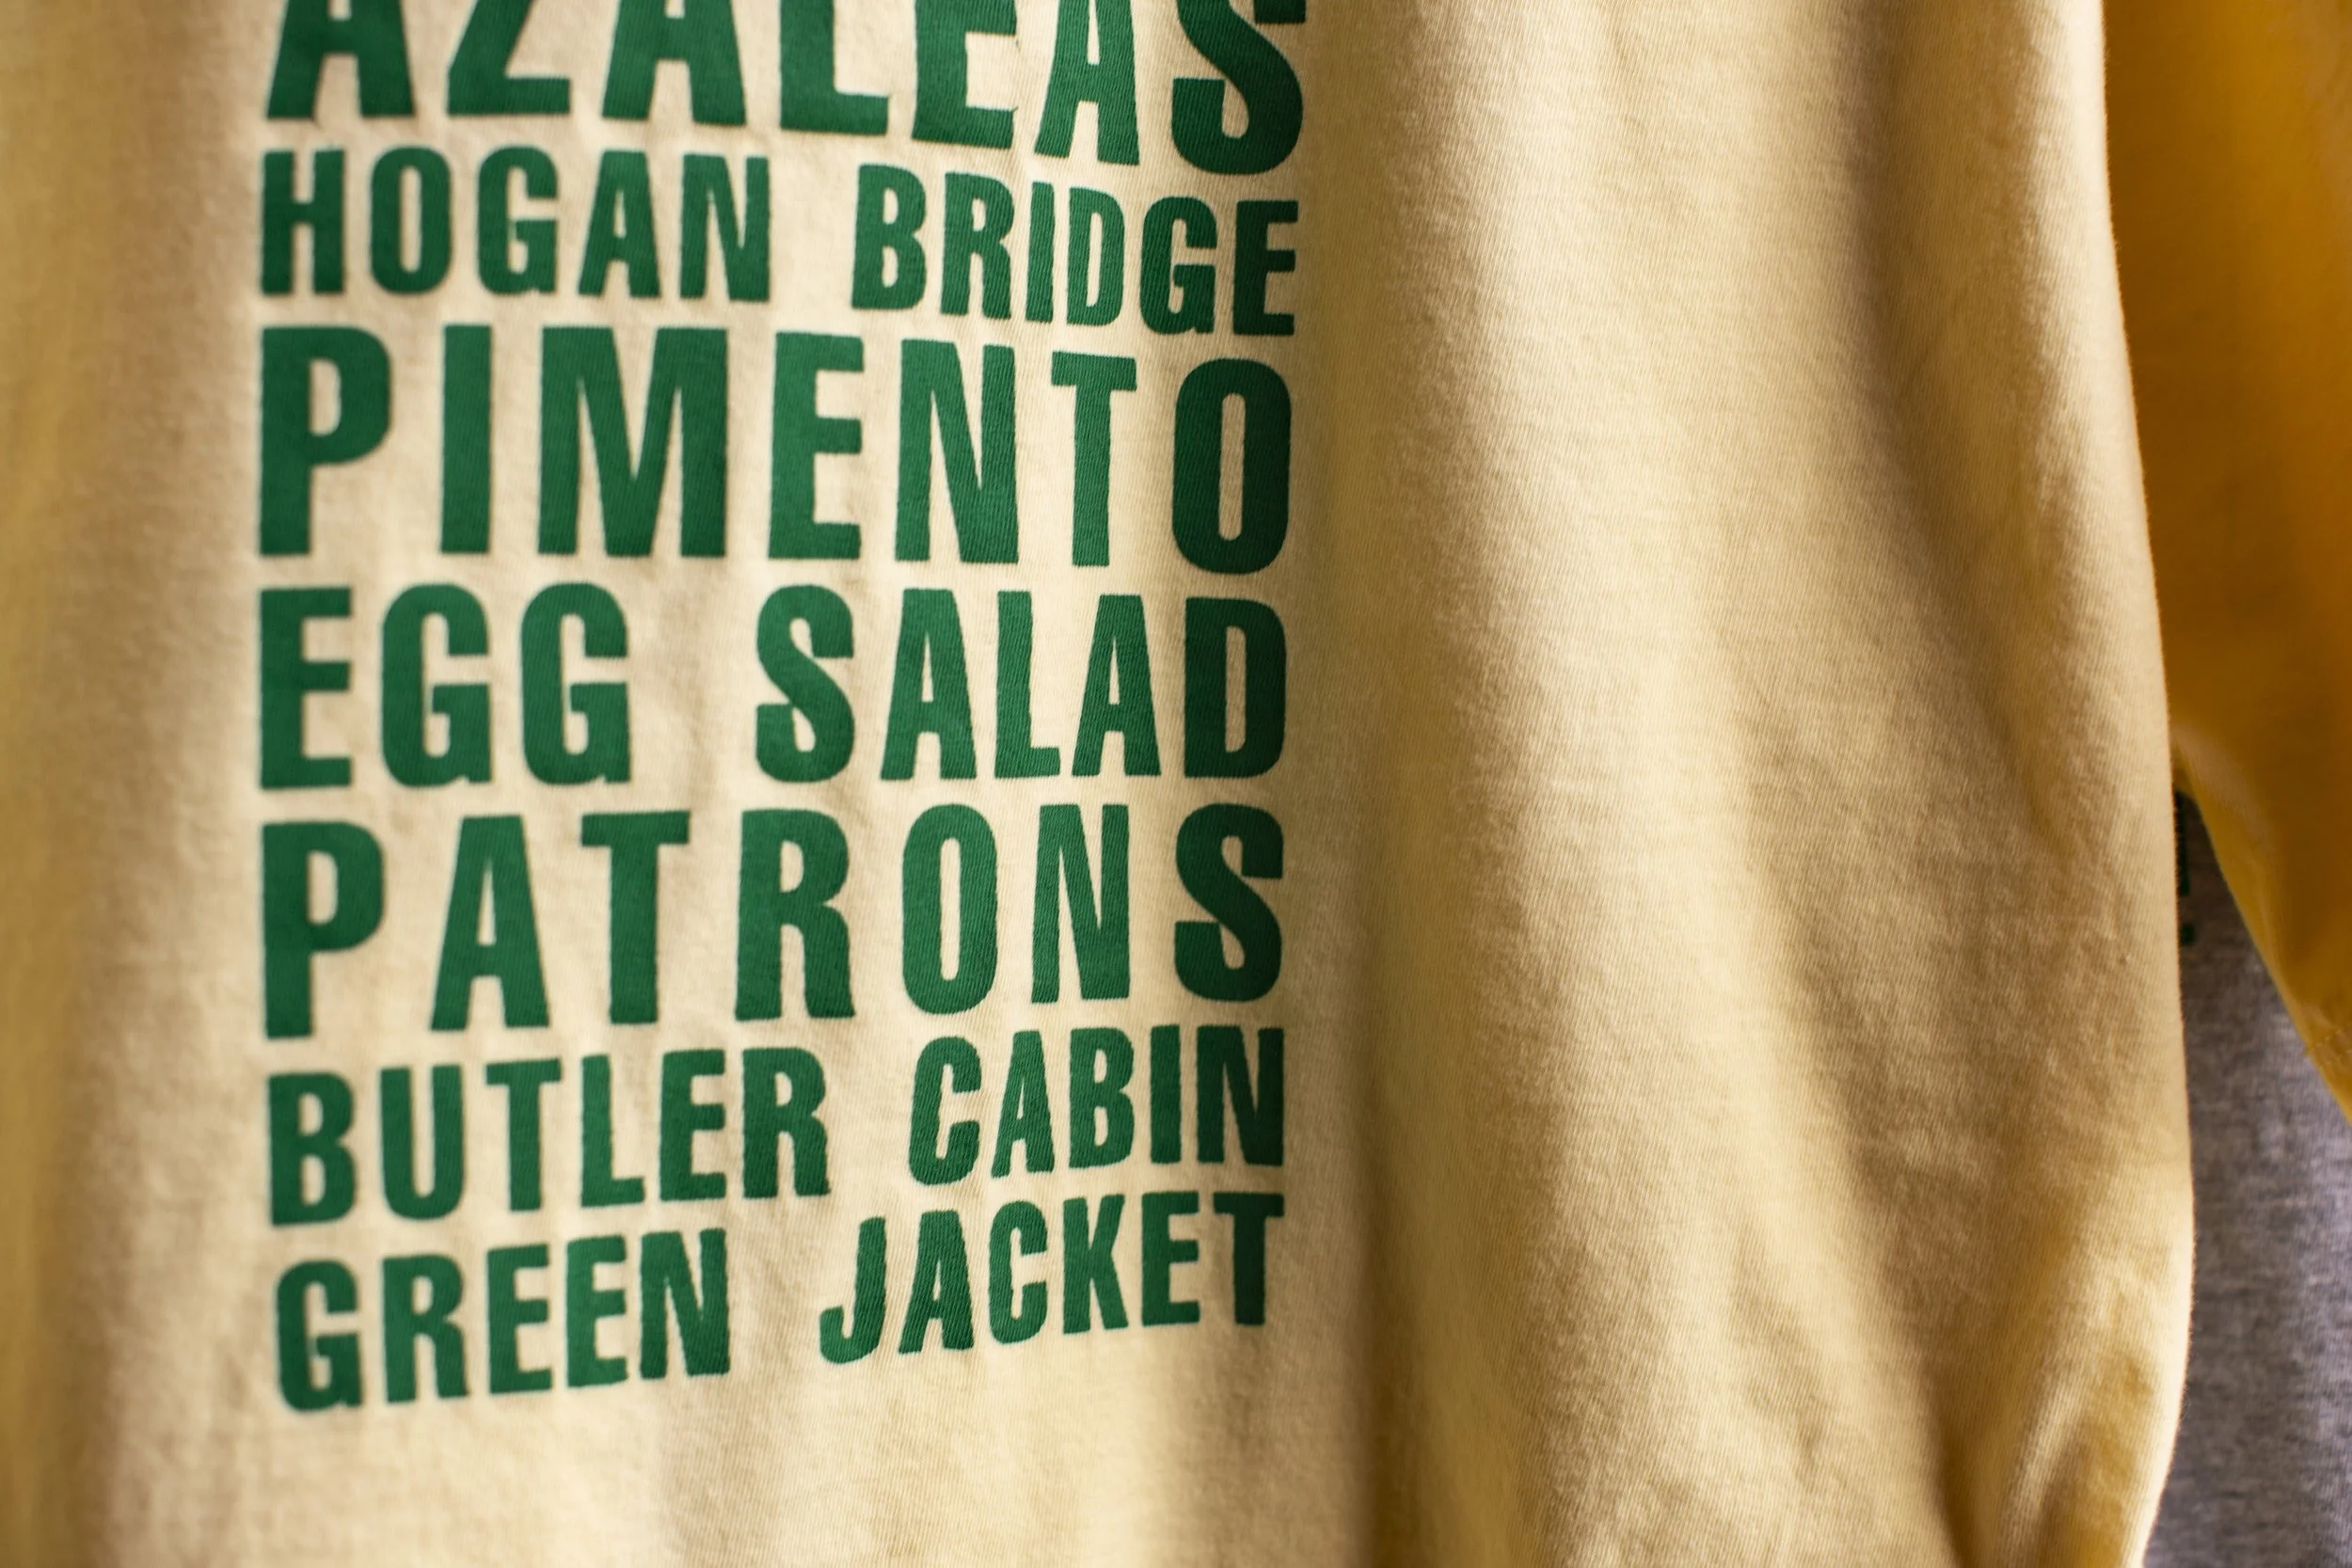 AZALEAS
HOGAN BRIDGE
PIMENTO
EGG SALAD
PATRONS
BUTLER CABIN
GREEN JACKET